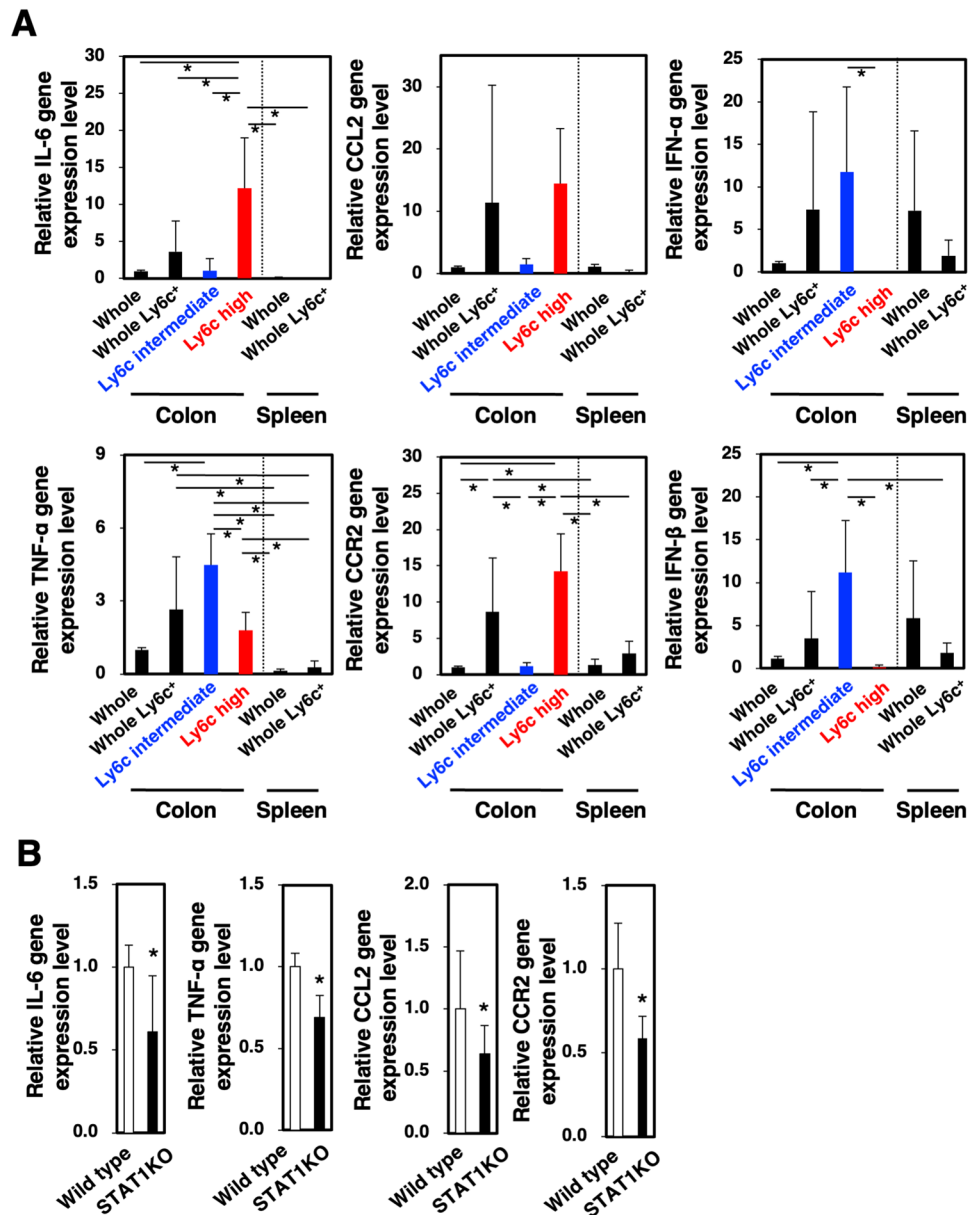 A
Relative IL-6 gene
expression level
30
25
20
15
10
5
0
* * * * *
Whole
Whole Ly6c+
Ly6c intermediate
Ly6c high
Whole
Whole Ly6c+
Colon
Spleen
Relative CCL2 gene
expression level
30
20
10
0
Whole
Whole Ly6c+
Ly6c intermediate
Ly6c high
Whole
Whole Ly6c+
Colon
Spleen
Relative IFN-α gene
expression level
25
20
15
10
5
0
*
Whole
Whole Ly6c+
Ly6c intermediate
Ly6c high
Whole
Whole Ly6c+
Colon
Spleen
Relative TNF-α gene
expression level
9
6
3
0
* * * * * * * *
Whole
Whole Ly6c+
Ly6c intermediate
Ly6c high
Whole
Whole Ly6c+
Colon
Spleen
Relative CCR2 gene
expression level
30
25
20
15
10
5
0
* * * * * * *
Whole
Whole Ly6c+
Ly6c intermediate
Ly6c high
Whole
Whole Ly6c+
Colon
Spleen
Relative IFN-β gene
expression level
25
20
15
10
5
0
* * * *
Whole
Whole Ly6c+
Ly6c intermediate
Ly6c high
Whole
Whole Ly6c+
Colon
Spleen
B
Relative IL-6 gene
expression level
1.5
1.0
0.5
0.0
*
Wild type
STAT1KO
Relative TNF-α gene
expression level
1.5
1.0
0.5
0.0
*
Wild type
STAT1KO
Relative CCL2 gene
expression level
2.0
1.5
1.0
0.5
0.0
*
Wild type
STAT1KO
Relative CCR2 gene
expression level
1.5
1.0
0.5
0.0
*
Wild type
STAT1KO